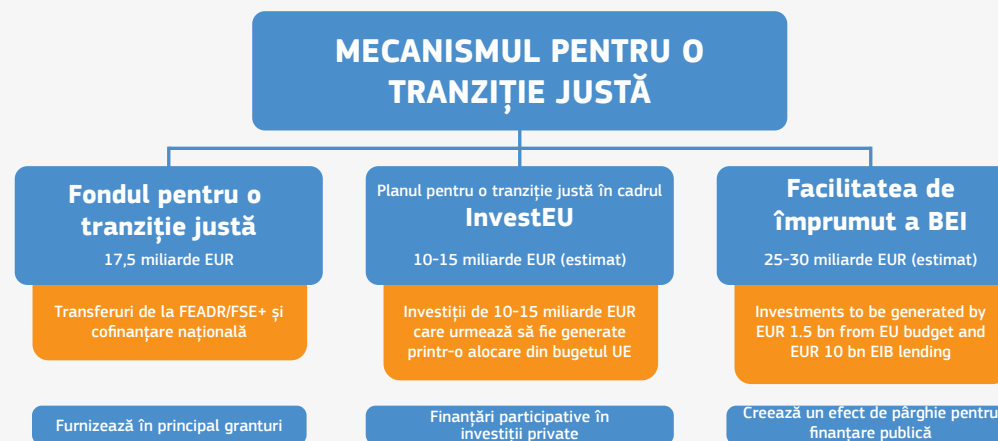 MECANISMUL PENTRU O
TRANZIȚIE JUSTĂ
Fondul pentru o
tranziție justă
17,5 miliarde EUR
Transferuri de la FEADR/FSE+ și
cofinanțare națională
Furnizează în principal granturi
Planul pentru o tranziție justă în cadrul
InvestEU
10-15 miliarde EUR (estimat)
Investiții de 10-15 miliarde EUR
care urmează să fie generate
printr-o alocare din bugetul UE
Finanțări participative în
investiții private
Facilitatea de
împrumut a BEI
25-30 miliarde EUR (estimat)
Investments to be generated by
EUR 1.5 bn from EU budget and
EUR 10 bn EIB lending
Creează un efect de pârghie pentru
finanțare publică